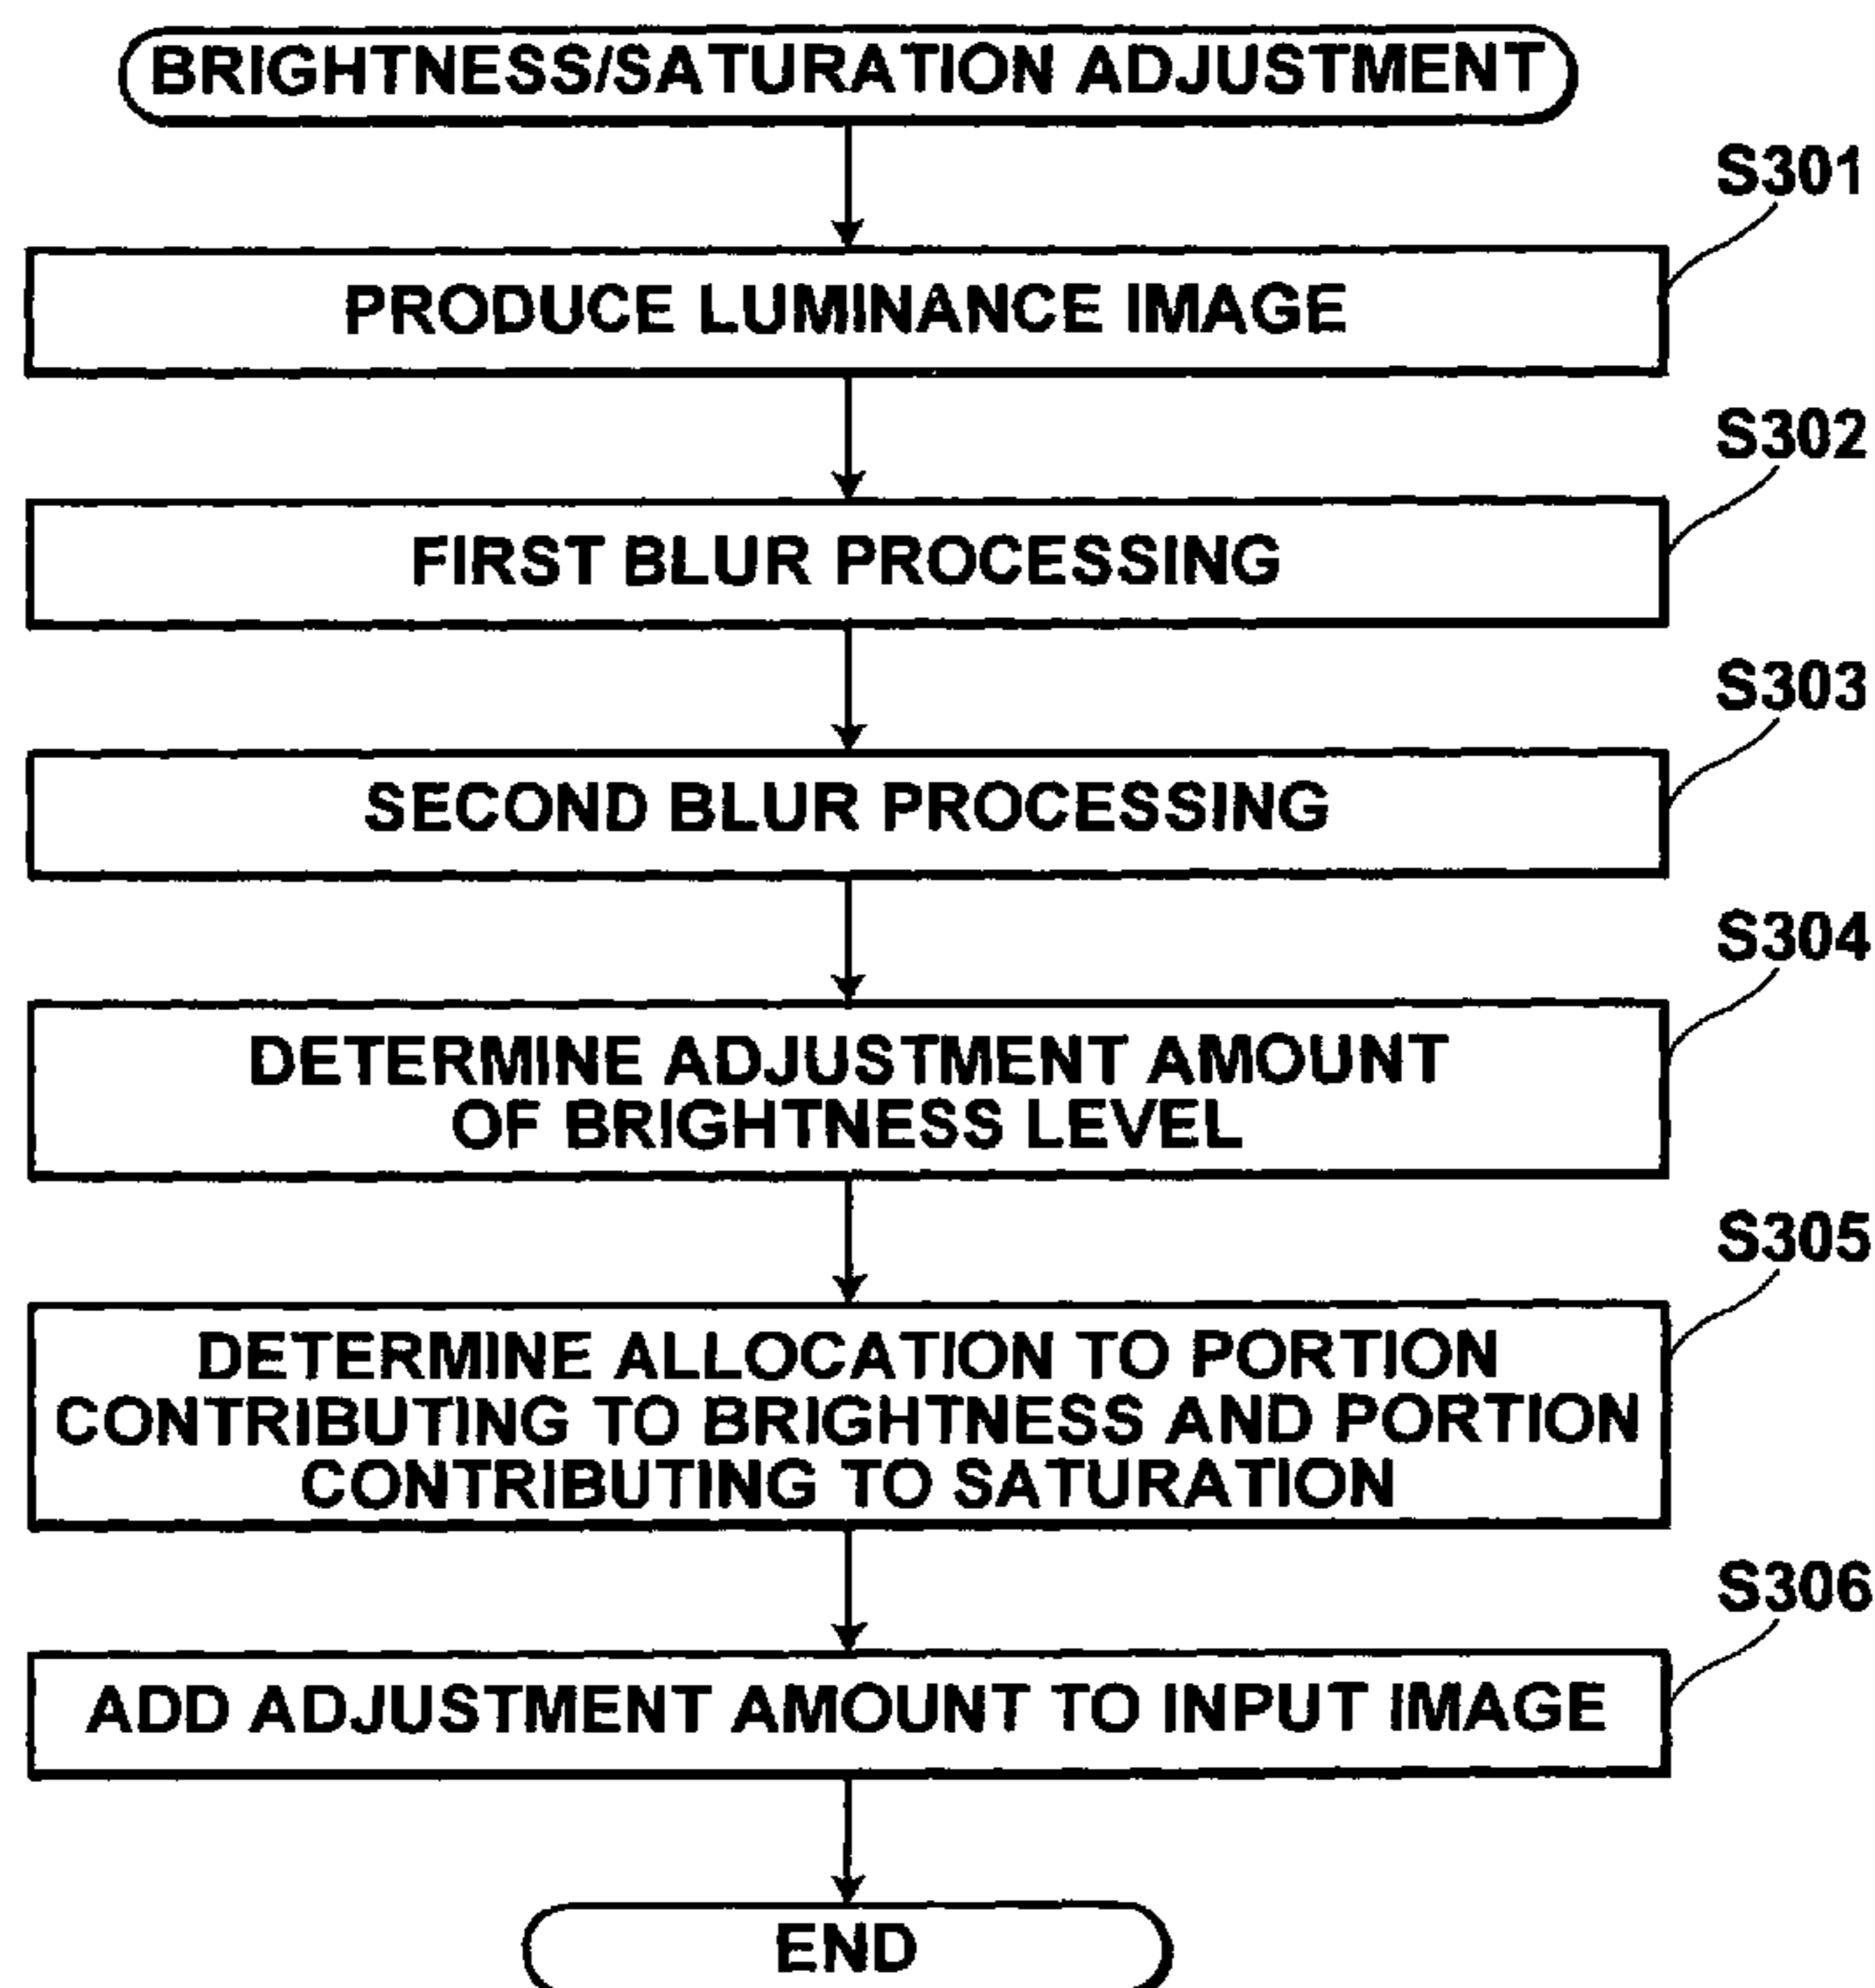 BRIGHTNESS/SATURATION ADJUSTMENT
S301
PRODUCE LUMINANCE IMAGE
S302
FIRST BLUR PROCESSING
S303
SECOND BLUR PROCESSING
S304
DETERMINE ADJUSTMENT AMOUNT
OF BRIGHTNESS LEVEL
S305
DETERMINE ALLOCATION TO PORTION
CONTRIBUTING TO BRIGHTNESS AND PORTION
CONTRIBUTING TO SATURATION
S306
ADD ADJUSTMENT AMOUNT TO INPUT IMAGE
END